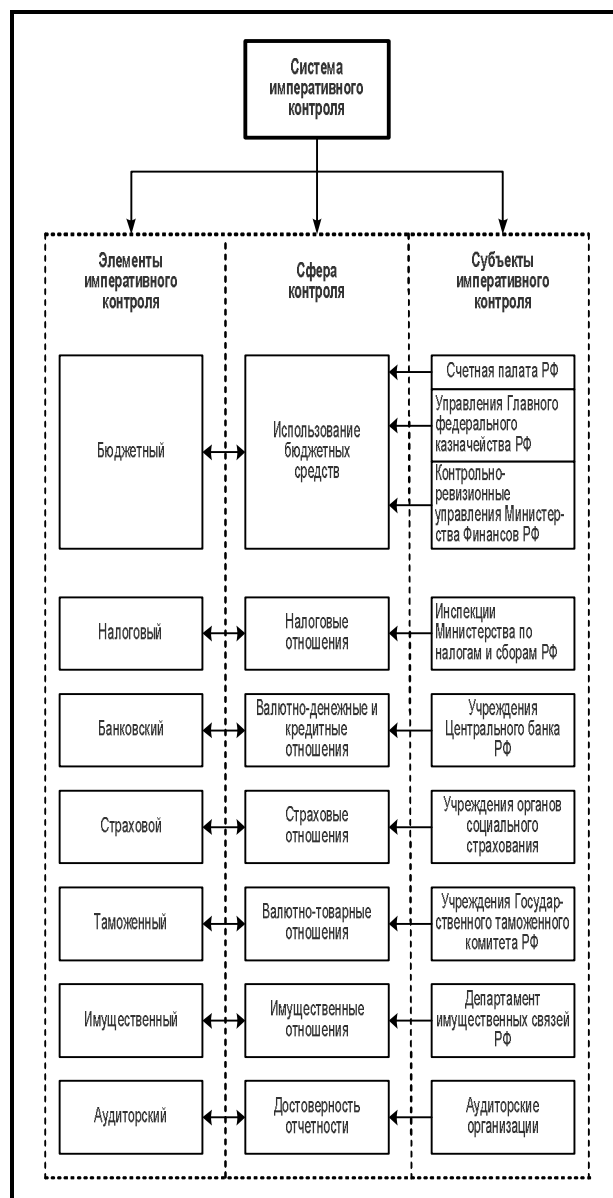 Система
императивного
контроля
Элементы
императивного
контроля
Сфера
контроля
Субъекты
императивного
контроля
Бюджетный
Использование
бюджетных
средств
Счетная палата РФ
Управления Главного
федерального
казначейства РФ
Контрольно-
ревизионные
управления Министер-
ства Финансов РФ
Налоговый
Налоговые
отношения
Инспекции
Министерства по
налогам и сборам РФ
Банковский
Валютно-денежные и
кредитные
отношения
Учреждения
Центрального банка
РФ
Страховой
Страховые
отношения
Учреждения органов
социального
страхования
Таможенный
Валютно-товарные
отношения
Учреждения Государ-
ственного таможенного
комитета РФ
Имущественный
Имущественные
отношения
Департамент
имущественных связей
РФ
Аудиторский
Достоверность
отчетности
Аудиторские
организации